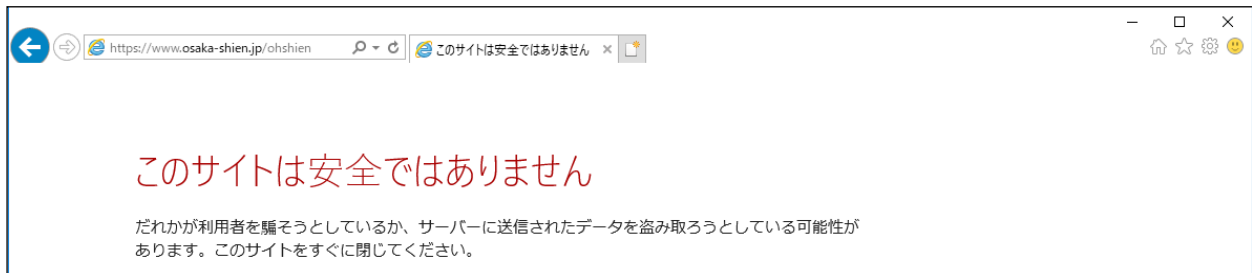 https://www.osaka-shien.jp/ohshien
このサイトは安全ではありません
このサイトは安全ではありません
だれかが利用者を騙そうとしているか、サーバーに送信されたデータを盗み取ろうとしている可能性が
あります。このサイトをすぐに閉じてください。